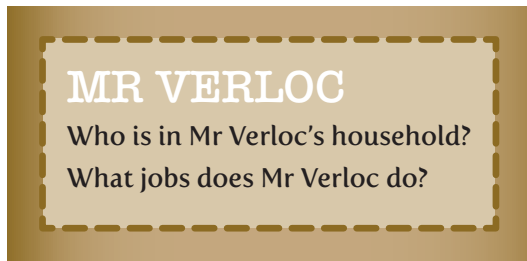 MR VERLOC
Who is in Mr Verloc’s household?
What jobs does Mr Verloc do?